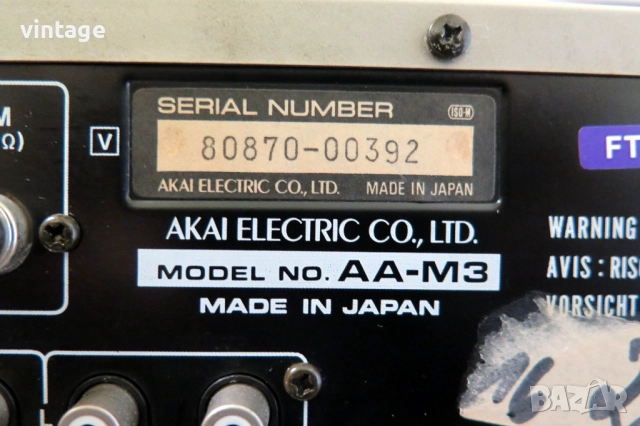 vintage
SERIAL NUMBER
ISO-M
80870-00392
AKAI ELECTRIC CO., LTD. MADE IN JAPAN
M
Ω)
V
FT
AKAI ELECTRIC CO., LTD.
MODEL NO. AA-M3
MADE IN JAPAN
WARNING
AVIS : RIS
VORSICHT
BAZAR